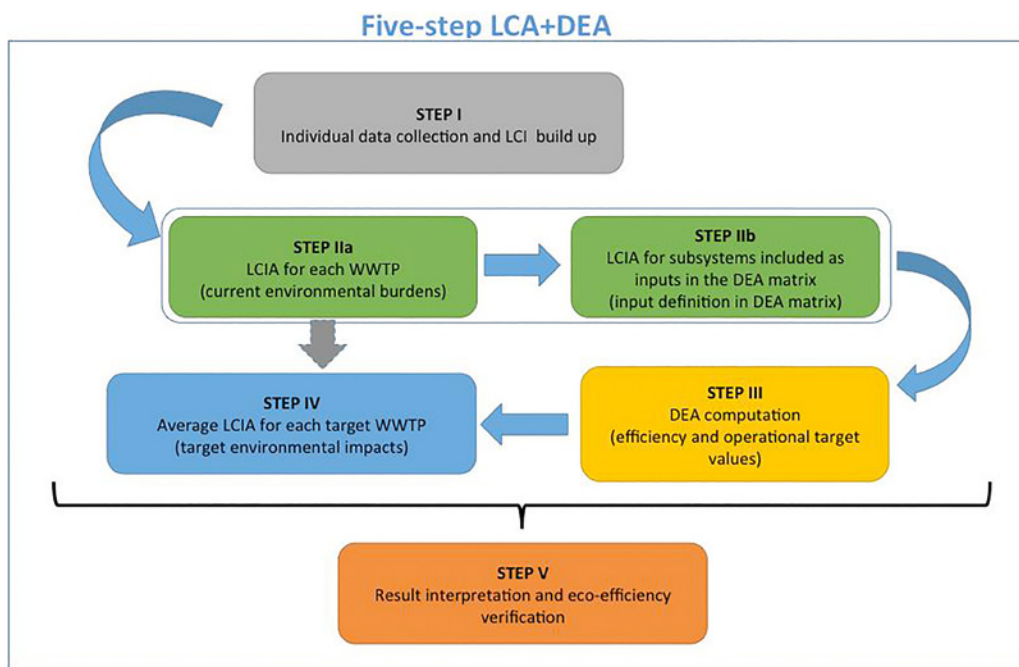 Five-step LCA+DEA
STEP I
Individual data collection and LCI build up
STEP IIa
LCIA for each WWTP
(current environmental burdens)
STEP IIb
LCIA for subsystems included as
inputs in the DEA matrix
(input definition in DEA matrix)
STEP IV
Average LCIA for each target WWTP
(target environmental impacts)
STEP III
DEA computation
(efficiency and operational target
values)
STEP V
Result interpretation and eco-efficiency
verification